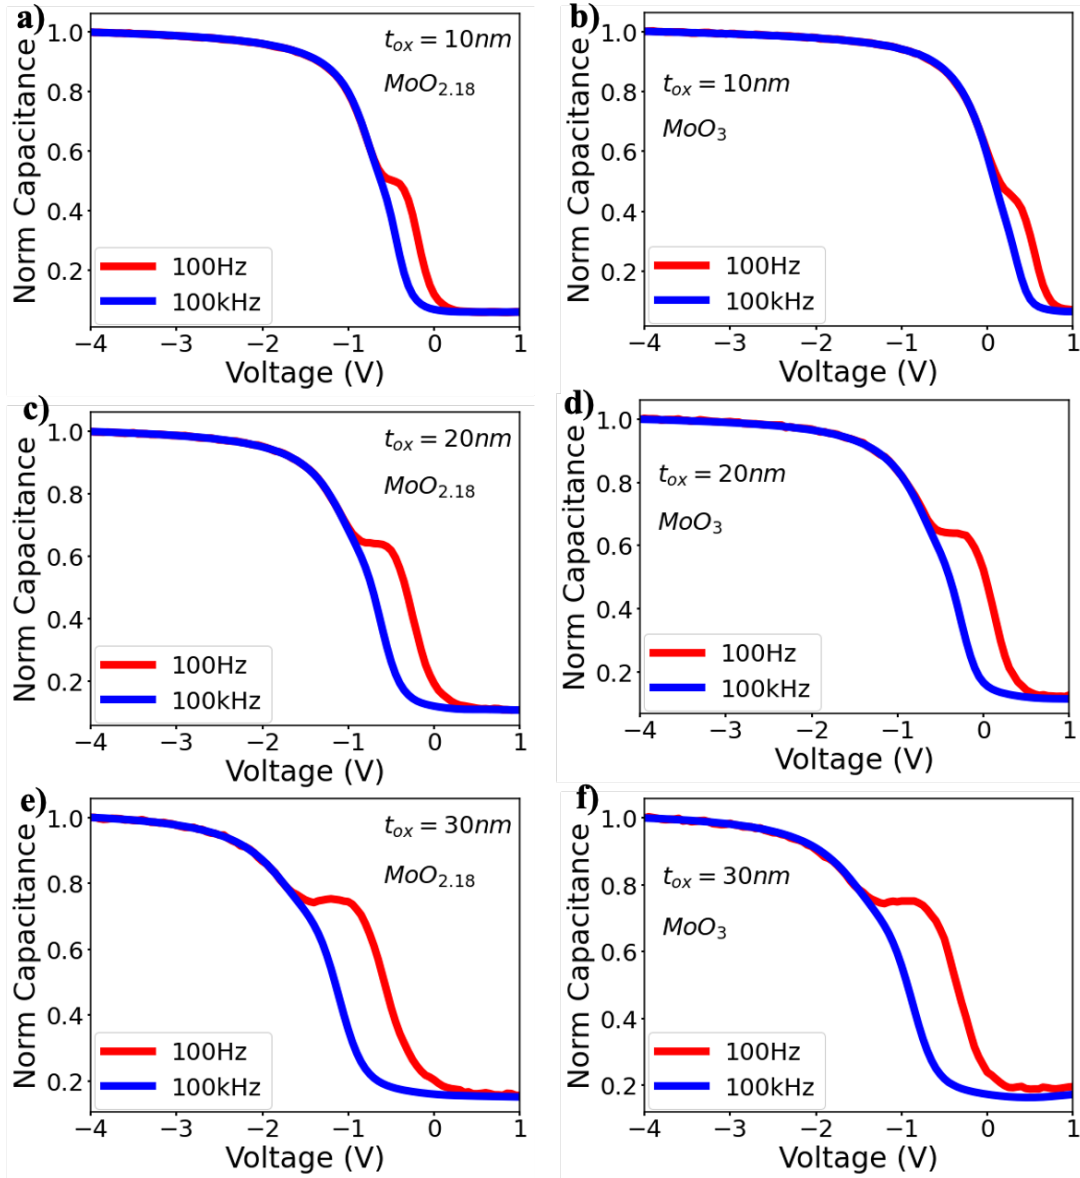 a)
t_ox = 10nm
MoO_2.18
Norm Capacitance
1.0
0.8
0.6
0.4
0.2
100Hz
100kHz
−4 −3 −2 −1 0 1
Voltage (V)
b)
t_ox = 10nm
MoO_3
Norm Capacitance
1.0
0.8
0.6
0.4
0.2
100Hz
100kHz
−4 −3 −2 −1 0 1
Voltage (V)
c)
t_ox = 20nm
MoO_2.18
Norm Capacitance
1.0
0.8
0.6
0.4
0.2
100Hz
100kHz
−4 −3 −2 −1 0 1
Voltage (V)
d)
t_ox = 20nm
MoO_3
Norm Capacitance
1.0
0.8
0.6
0.4
0.2
100Hz
100kHz
−4 −3 −2 −1 0 1
Voltage (V)
e)
t_ox = 30nm
MoO_2.18
Norm Capacitance
1.0
0.8
0.6
0.4
0.2
100Hz
100kHz
−4 −3 −2 −1 0 1
Voltage (V)
f)
t_ox = 30nm
MoO_3
Norm Capacitance
1.0
0.8
0.6
0.4
0.2
100Hz
100kHz
−4 −3 −2 −1 0 1
Voltage (V)